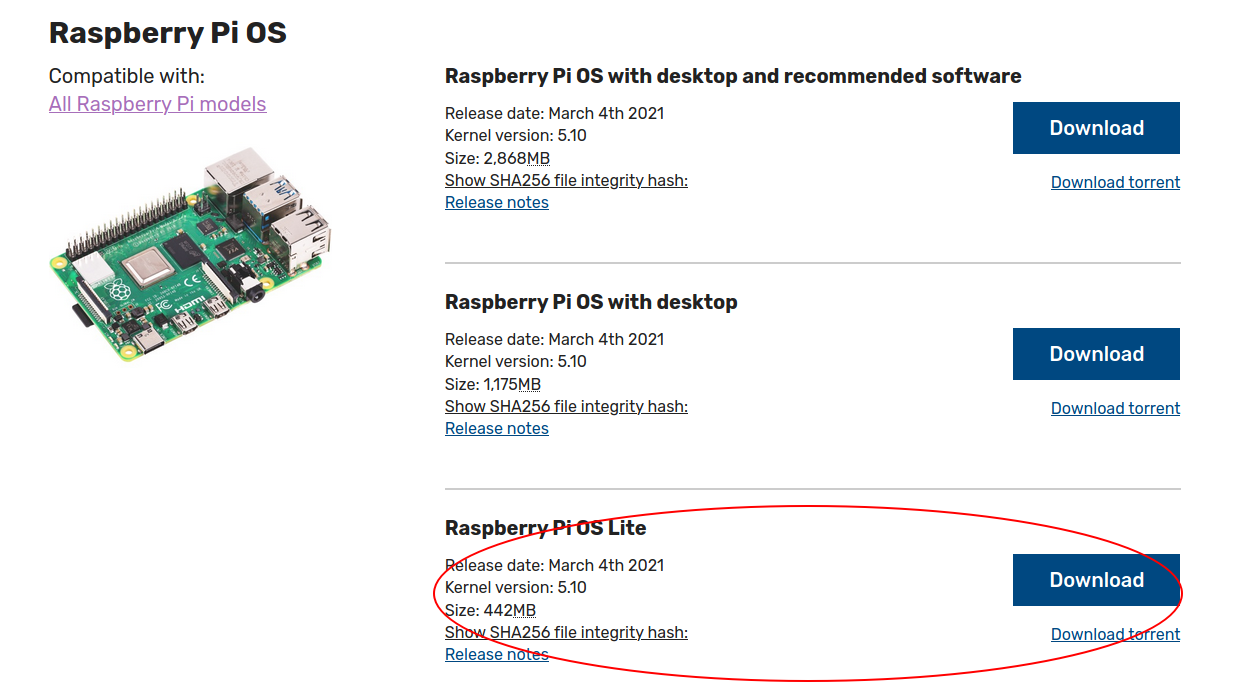 Raspberry Pi OS
Compatible with:
All Raspberry Pi models
Raspberry Pi OS with desktop and recommended software
Release date: March 4th 2021
Kernel version: 5.10
Size: 2,868MB
Show SHA256 file integrity hash:
Release notes
Download
Download torrent
Raspberry Pi OS with desktop
Release date: March 4th 2021
Kernel version: 5.10
Size: 1,175MB
Show SHA256 file integrity hash:
Release notes
Download
Download torrent
Raspberry Pi OS Lite
Release date: March 4th 2021
Kernel version: 5.10
Size: 442MB
Show SHA256 file integrity hash:
Release notes
Download
Download torrent
HDMI
FC CE